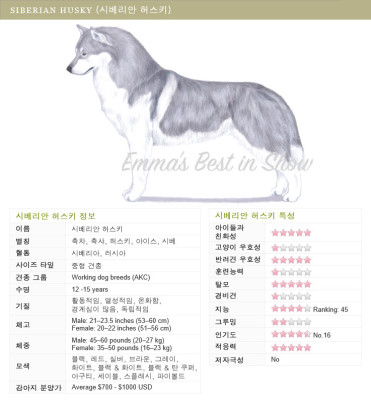 SIBERIAN HUSKY (시베리안 허스키)
Emma's Best in Show
시베리안 허스키 정보
이름 시베리안 허스키
별칭 축차, 축사, 허스키, 아이스, 시베
혈통 시베리아, 러시아
사이즈 타잎 중형 견종
견종 그룹 Working dog breeds (AKC)
수명 12 -15 years
기질 활동적임, 열성적임, 온화함,
경계심이 않음, 독립적임
체고 Male: 21–23.5 inches (53–60 cm)
Female: 20–22 inches (51–56 cm)
체중 Male: 45–60 pounds (20–27 kg)
Female: 35–50 pounds (16–23 kg)
모색 블랙, 레드, 실버, 브라운, 그레이,
화이트, 블랙 & 화이트, 블랙 & 탄 쿠퍼,
아구티, 세이블, 스플래시, 파이볼드
강아지 분양가 Average $700 - $1000 USD
시베리안 허스키 특성
아이들과
친화성
고양이 우호성
반려견 우호성
훈련능력
탈모
경비견
지능 Ranking: 45
그루밍
인기도 No.16
적응력
저자극성 No